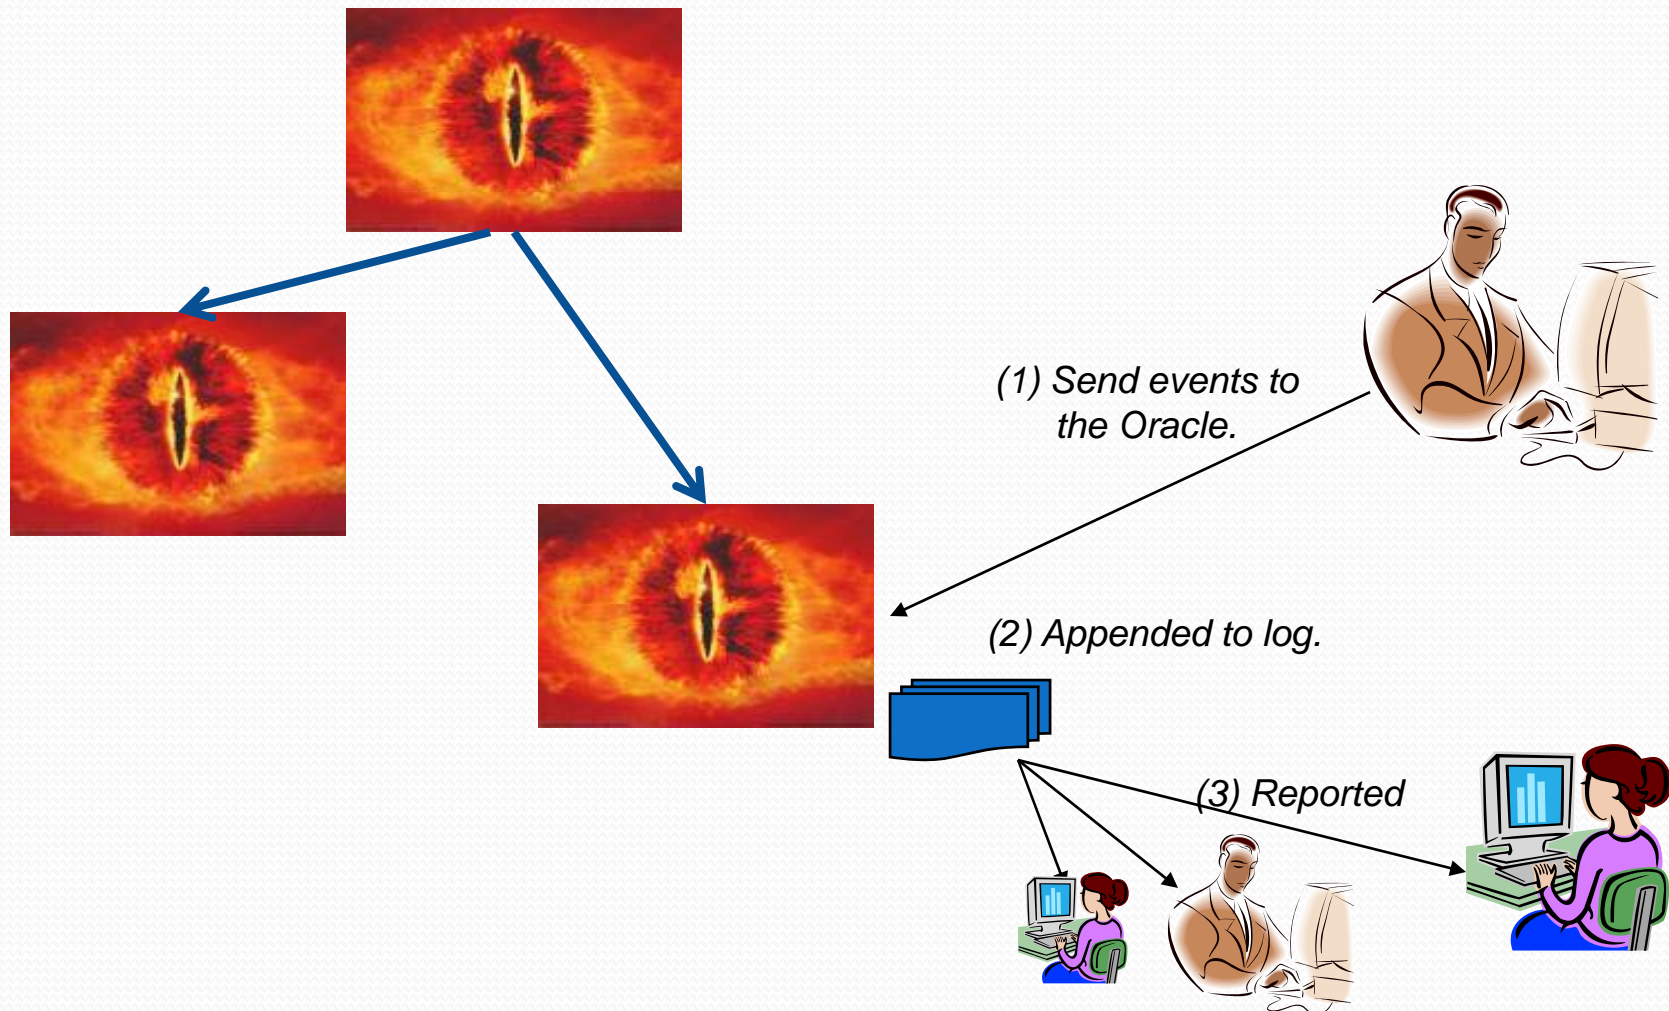 (1) Send events to
the Oracle.
(2) Appended to log.
(3) Reported